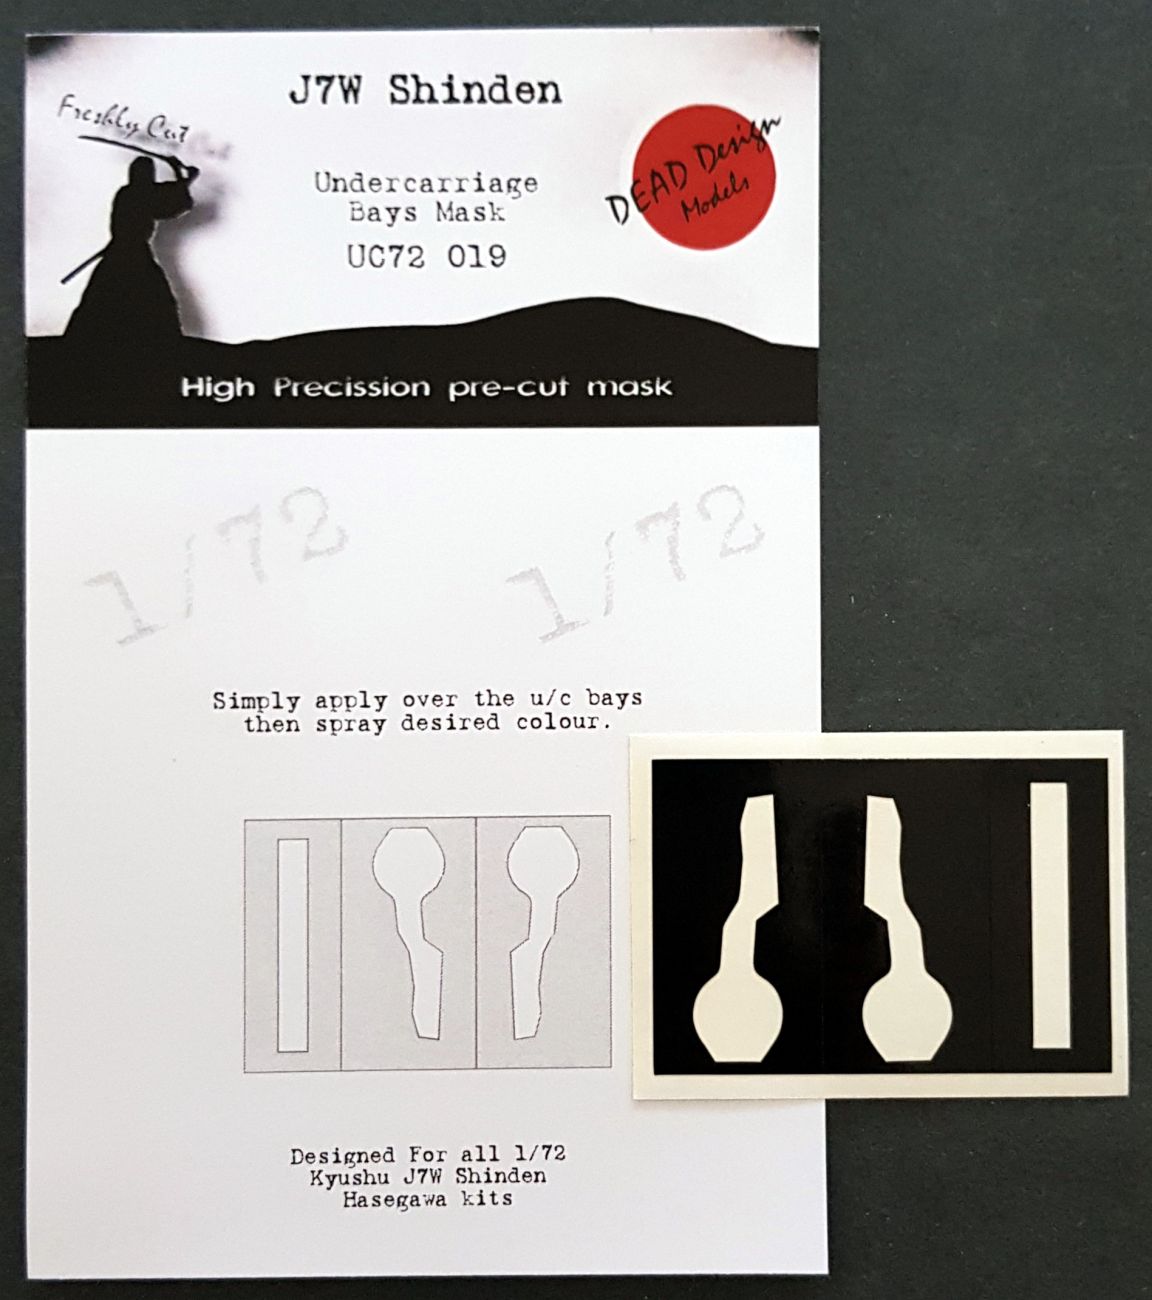 J7W Shinden
Freshly Cut
DEAD Design
Models
Undercarriage
Bays Mask
UC72 019
High Precission pre-cut mask
1/72 1/72
Simply apply over the u/c bays
then spray desired colour.
Designed For all 1/72
Kyushu J7W Shinden
Hasegawa kits